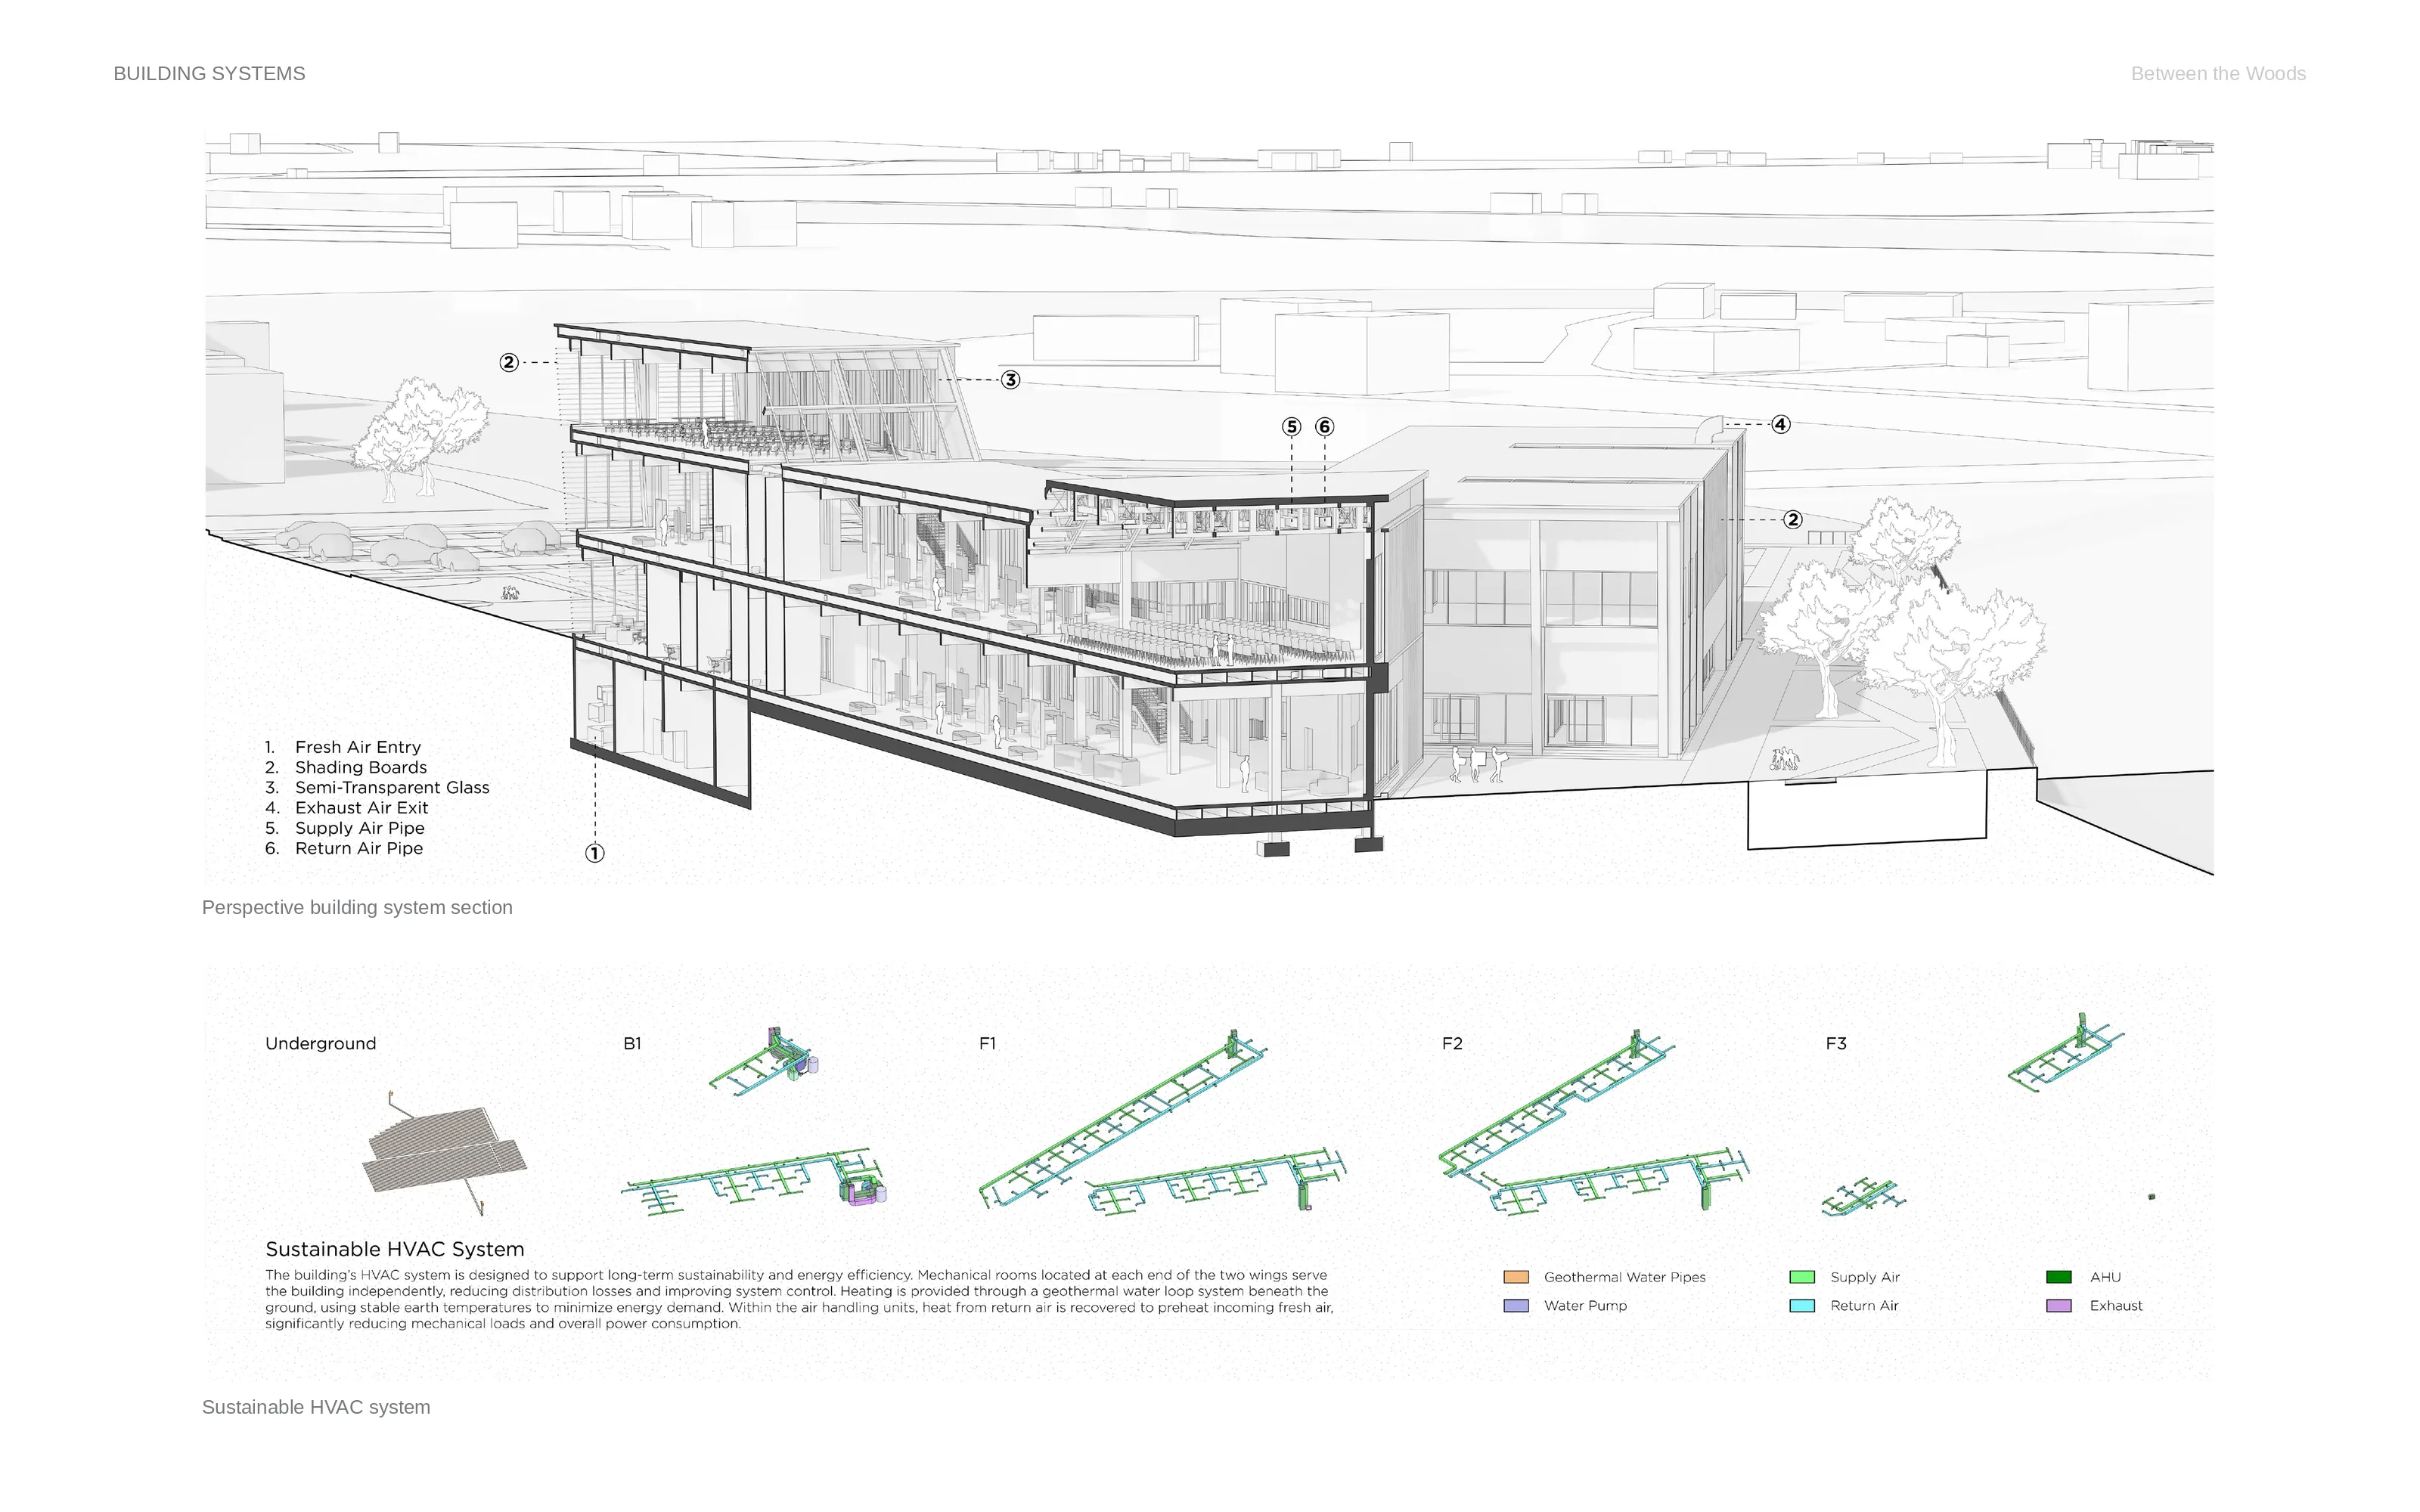 BUILDING SYSTEMS
Between the Woods
2
3
5
6
4
2
1. Fresh Air Entry
2. Shading Boards
3. Semi-Transparent Glass
4. Exhaust Air Exit
5. Supply Air Pipe
6. Return Air Pipe
1
Perspective building system section
Underground
B1
F1
F2
F3
Sustainable HVAC System
The building's HVAC system is designed to support long-term sustainability and energy efficiency. Mechanical rooms located at each end of the two wings serve
the building independently, reducing distribution losses and improving system control. Heating is provided through a geothermal water loop system beneath the
ground, using stable earth temperatures to minimize energy demand. Within the air handling units, heat from return air is recovered to preheat incoming fresh air,
significantly reducing mechanical loads and overall power consumption.
Geothermal Water Pipes
Supply Air
AHU
Water Pump
Return Air
Exhaust
Sustainable HVAC system